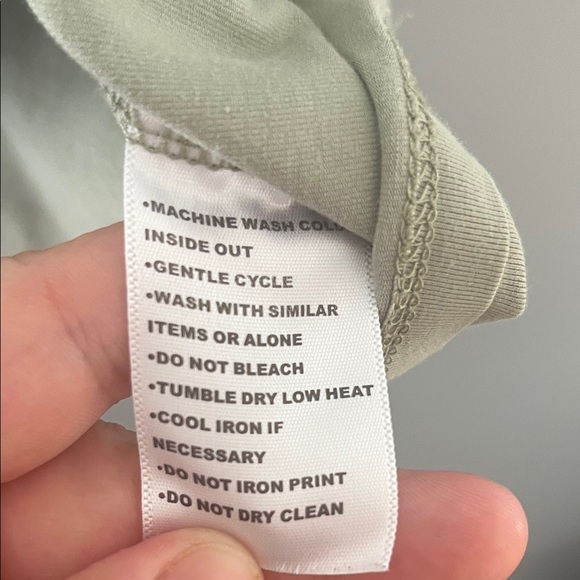 •MACHINE WASH COLD
INSIDE OUT
•GENTLE CYCLE
•WASH WITH SIMILAR
ITEMS OR ALONE
•DO NOT BLEACH
•TUMBLE DRY LOW HEAT
•COOL IRON IF
NECESSARY
•DO NOT IRON PRINT
•DO NOT DRY CLEAN